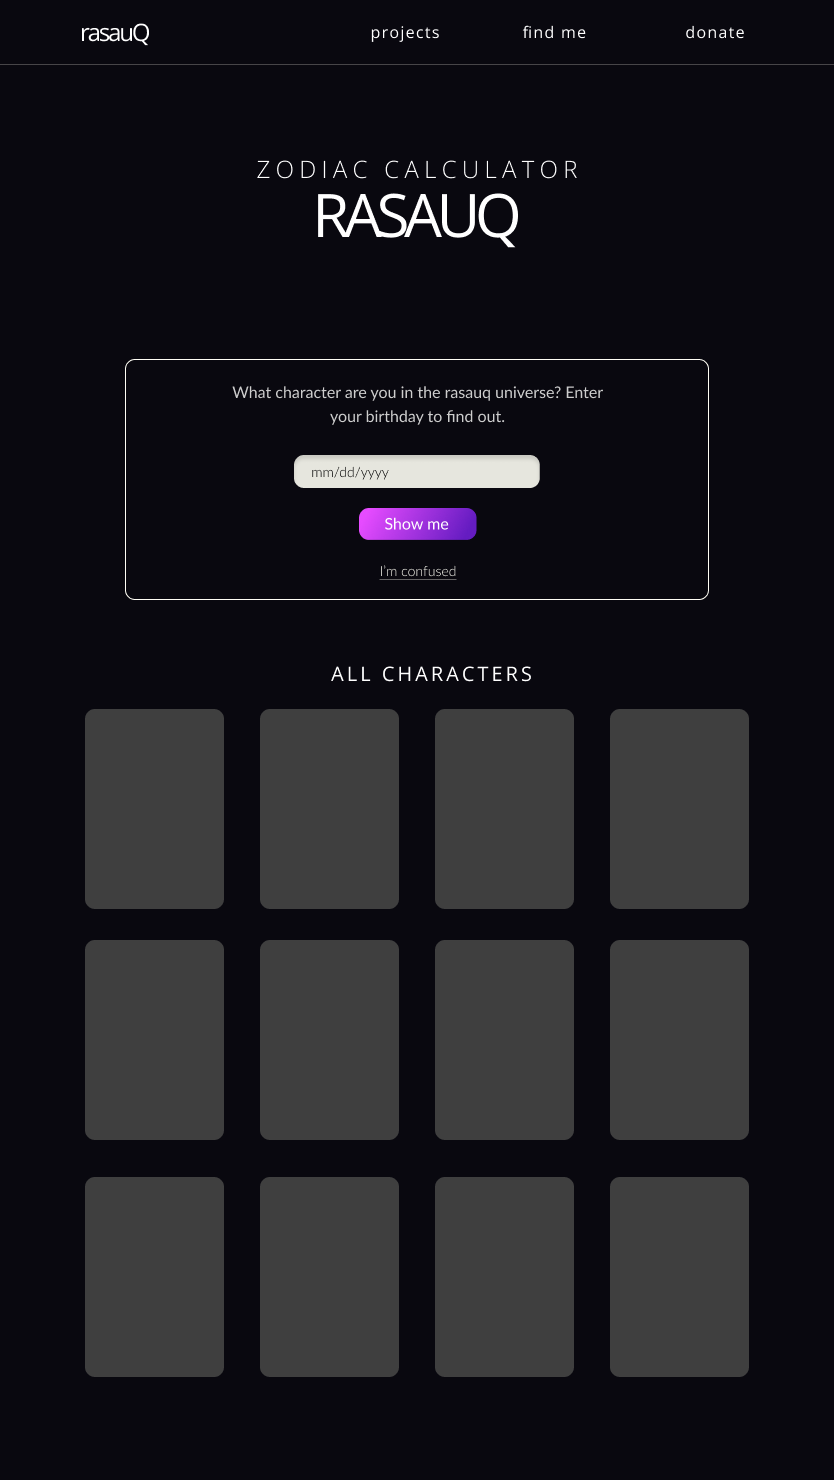 rasauQ projects find me donate
ZODIAC CALCULATOR
RASAUQ
What character are you in the rasauq universe? Enter
your birthday to find out.
mm/dd/yyyy
Show me
I'm confused
ALL CHARACTERS